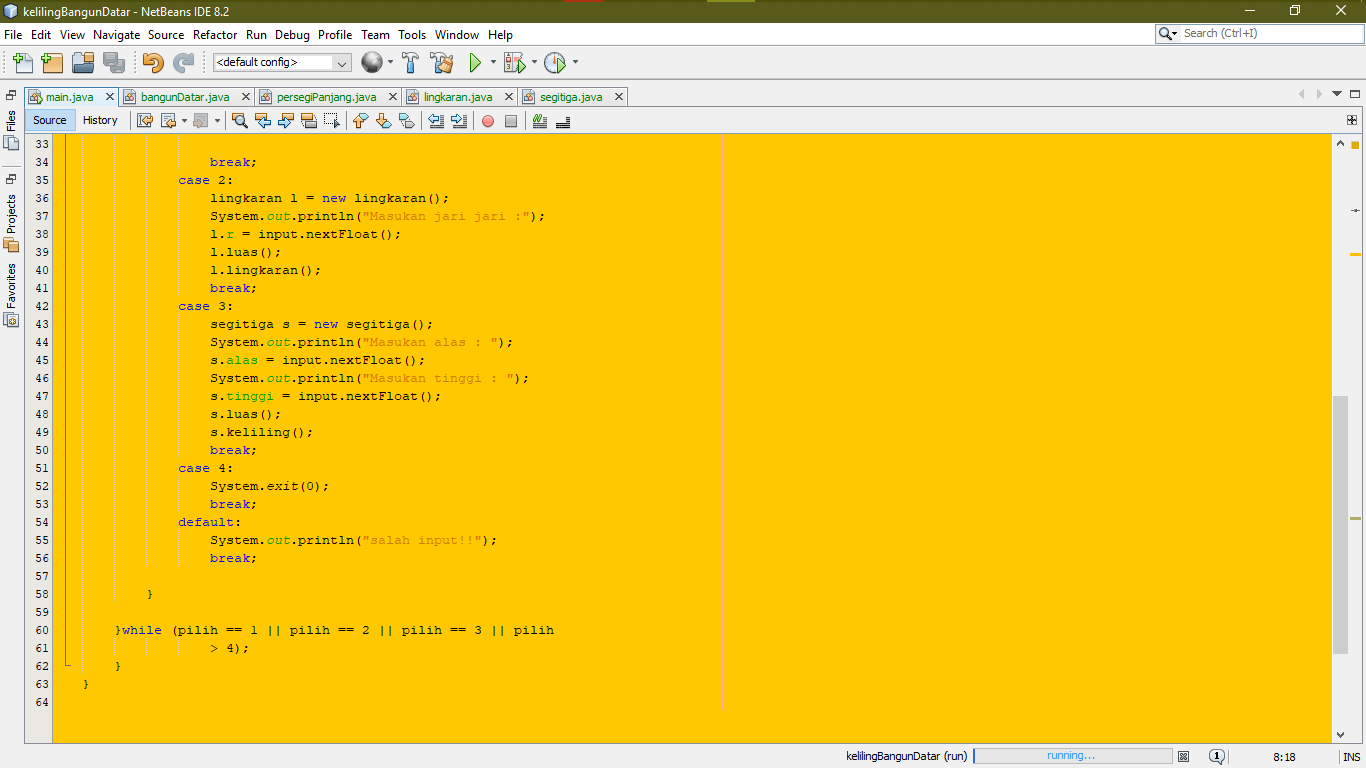 kelilingBangunDatar - NetBeans IDE 8.2
File Edit View Navigate Source Refactor Run Debug Profile Team Tools Window Help
Search (Ctrl+I)
<default config>
main.java bangunDatar.java persegiPanjang.java lingkaran.java segitiga.java
Source History
Files
Projects
Favorites
33
34 break;
35 case 2:
36 lingkaran l = new lingkaran();
37 System.out.println("Masukan jari jari :");
38 l.r = input.nextFloat();
39 l.luas();
40 l.lingkaran();
41 break;
42 case 3:
43 segitiga s = new segitiga();
44 System.out.println("Masukan alas : ");
45 s.alas = input.nextFloat();
46 System.out.println("Masukan tinggi : ");
47 s.tinggi = input.nextFloat();
48 s.luas();
49 s.keliling();
50 break;
51 case 4:
52 System.exit(0);
53 break;
54 default:
55 System.out.println("salah input!!");
56 break;
57
58 }
59
60 }while (pilih == 1 || pilih == 2 || pilih == 3 || pilih
61 > 4);
62 }
63 }
64
kelilingBangunDatar (run) running... 1 8:18 INS